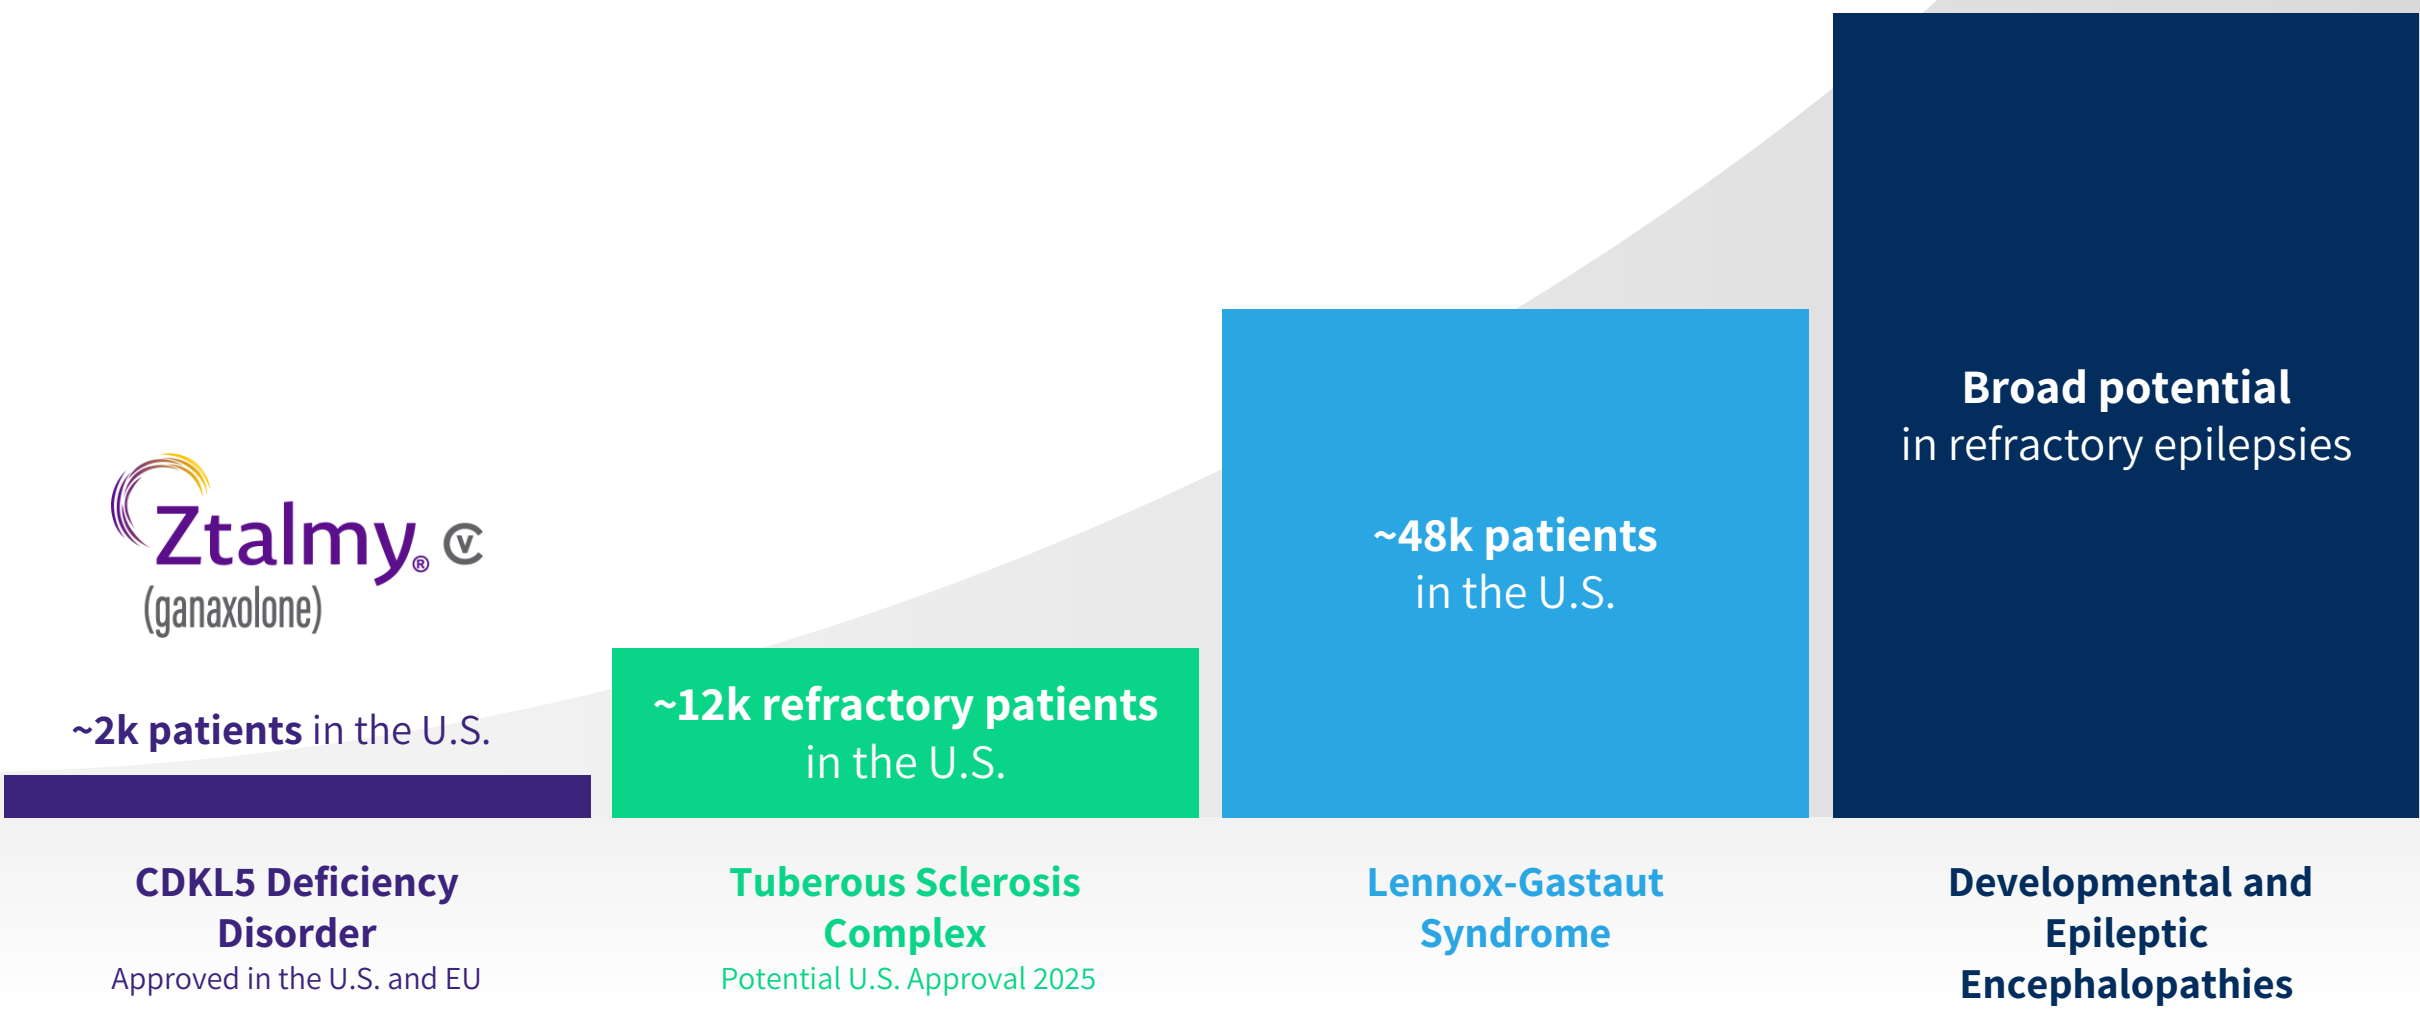 Ztalmy® CV
(ganaxolone)
~2k patients in the U.S.
~12k refractory patients
in the U.S.
~48k patients
in the U.S.
Broad potential
in refractory epilepsies
CDKL5 Deficiency
Disorder
Approved in the U.S. and EU
Tuberous Sclerosis
Complex
Potential U.S. Approval 2025
Lennox-Gastaut
Syndrome
Developmental and
Epileptic
Encephalopathies